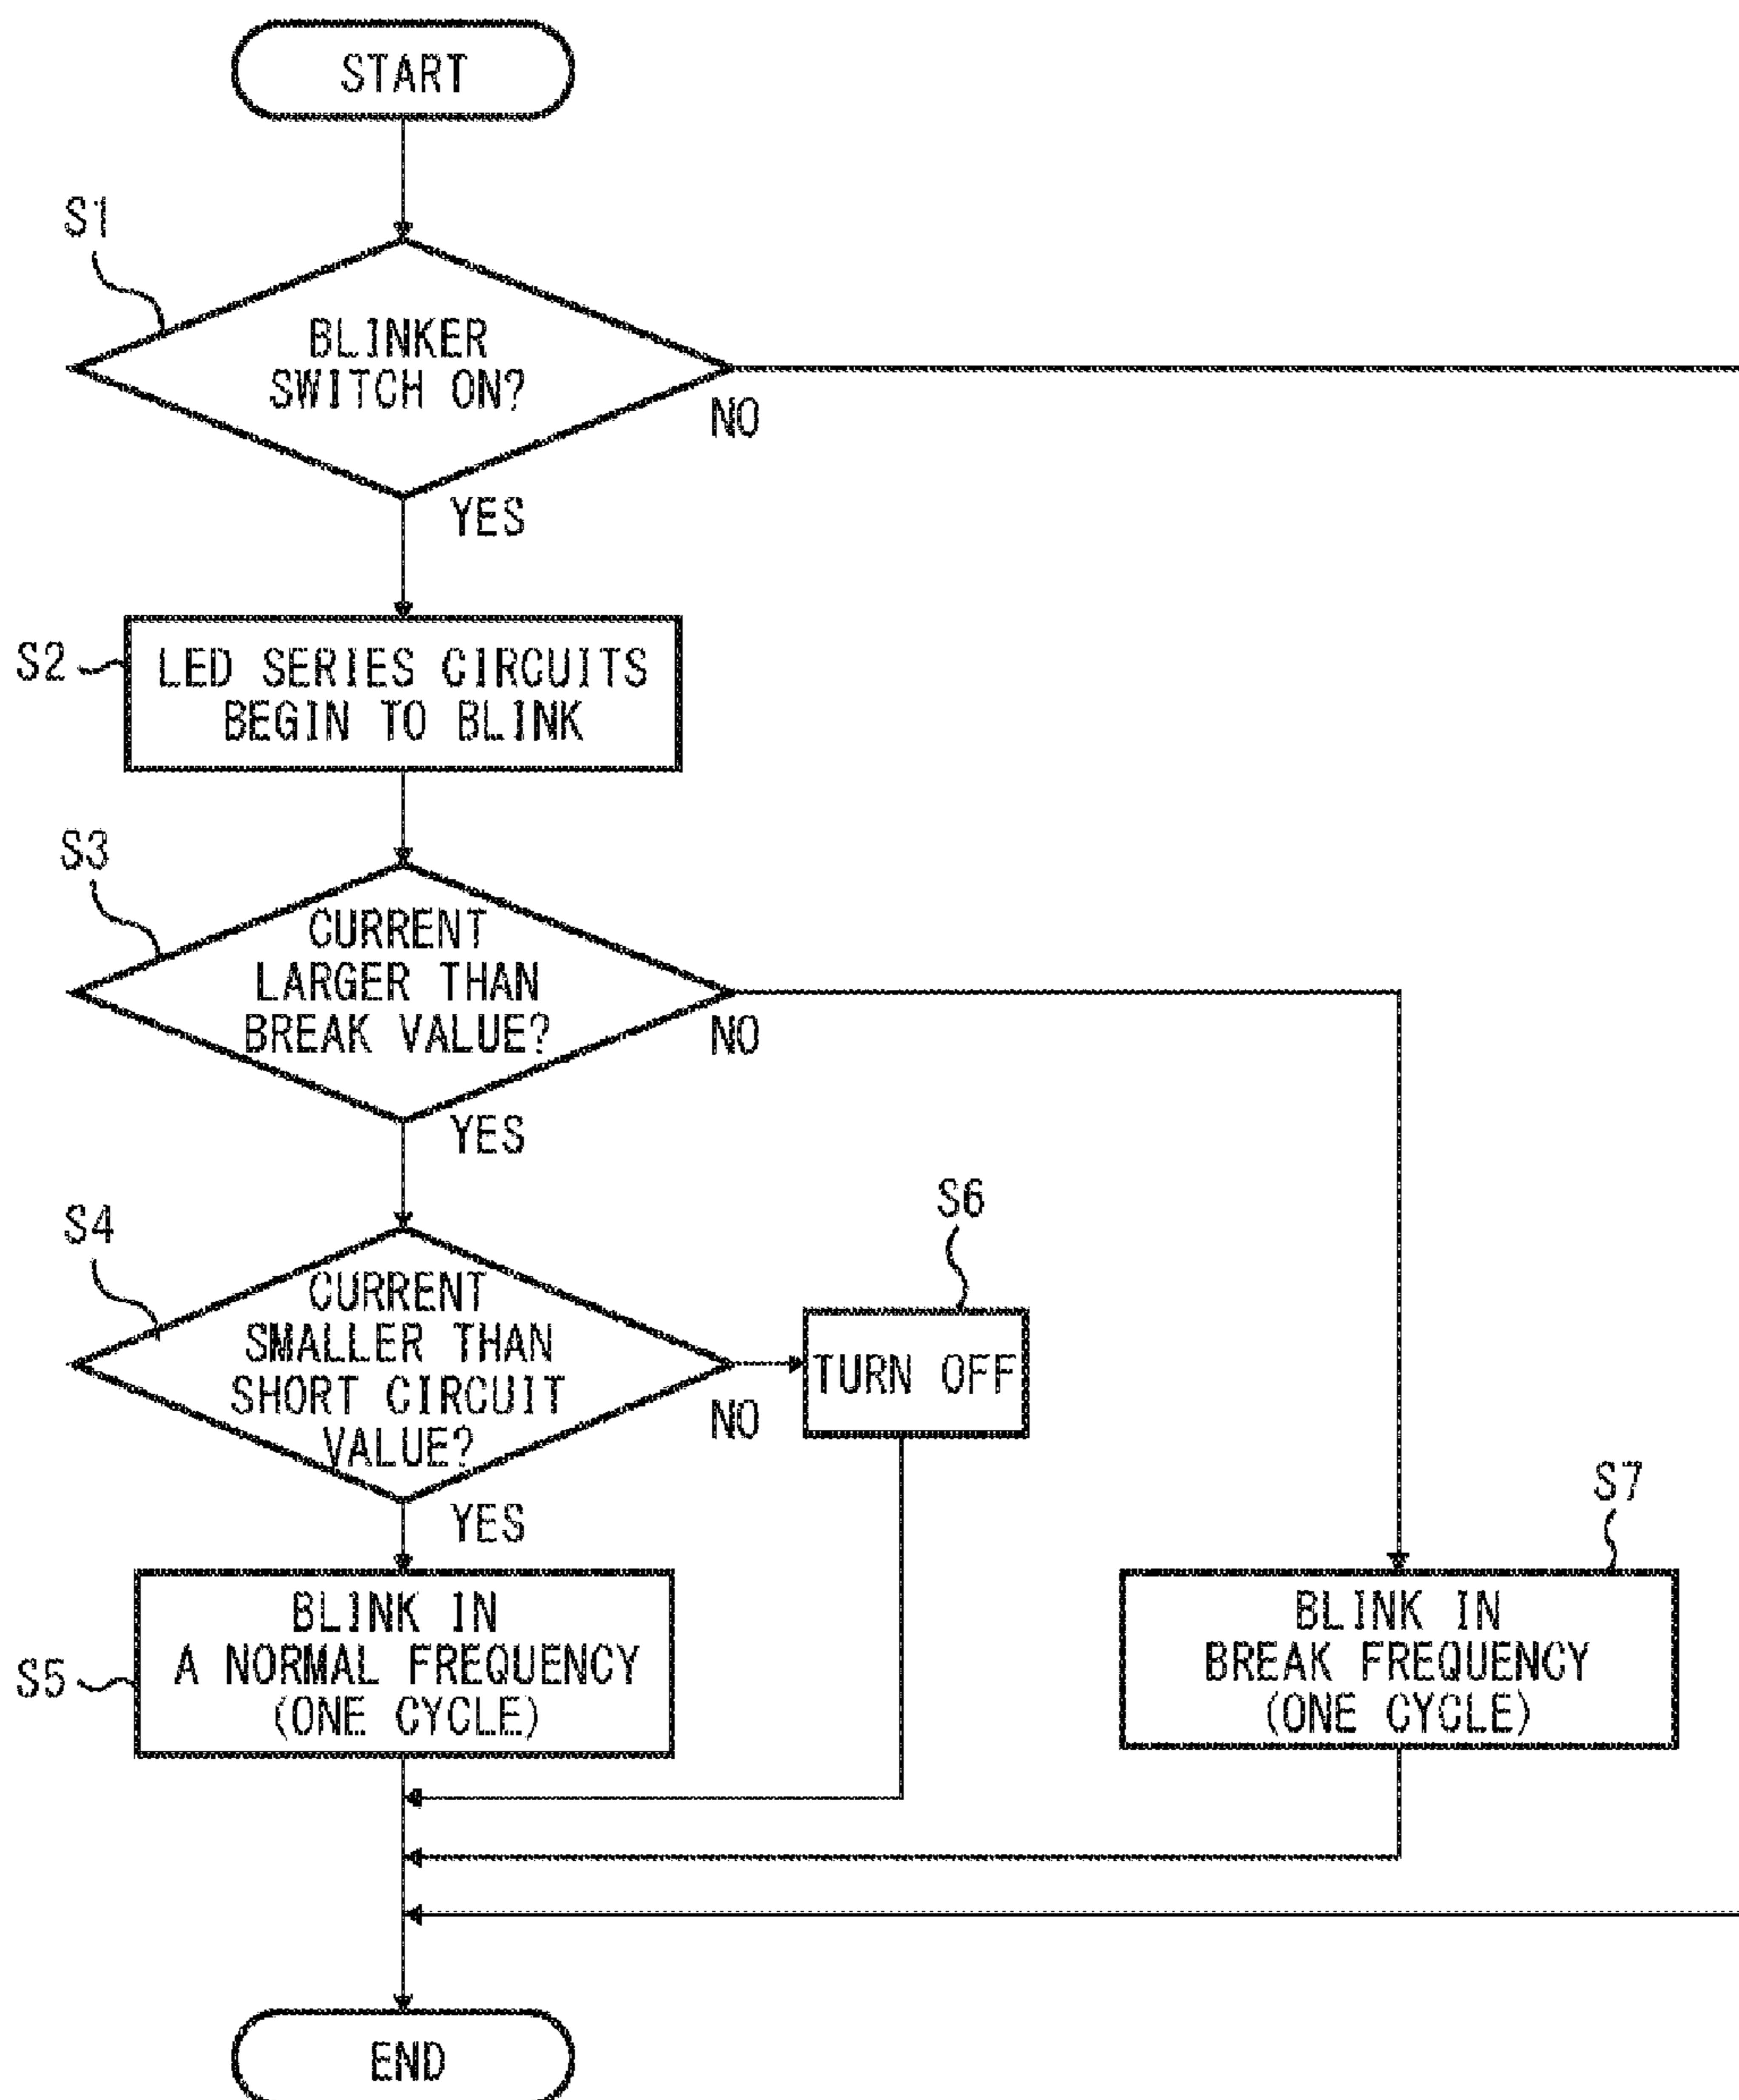 START
S1
BLINKER
SWITCH ON?
NO
YES
S2
LED SERIES CIRCUITS
BEGIN TO BLINK
S3
CURRENT
LARGER THAN
BREAK VALUE?
NO
YES
S4
CURRENT
SMALLER THAN
SHORT CIRCUIT
VALUE?
NO
YES
S6
TURN OFF
S5
BLINK IN
A NORMAL FREQUENCY
(ONE CYCLE)
S7
BLINK IN
BREAK FREQUENCY
(ONE CYCLE)
END